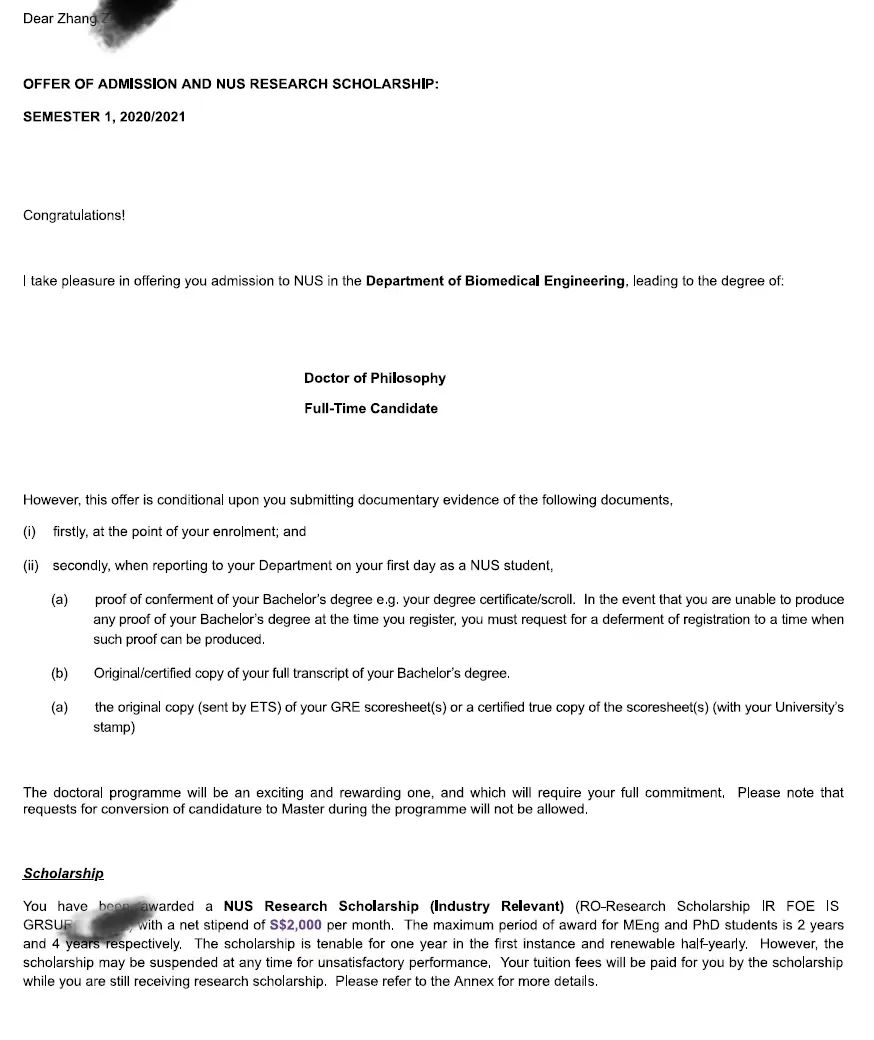 Dear Zhang Z
OFFER OF ADMISSION AND NUS RESEARCH SCHOLARSHIP:
SEMESTER 1, 2020/2021
Congratulations!
I take pleasure in offering you admission to NUS in the Department of Biomedical Engineering, leading to the degree of:
Doctor of Philosophy
Full-Time Candidate
However, this offer is conditional upon you submitting documentary evidence of the following documents,
(i) firstly, at the point of your enrolment; and
(ii) secondly, when reporting to your Department on your first day as a NUS student,
(a) proof of conferment of your Bachelor's degree e.g. your degree certificate/scroll. In the event that you are unable to produce
any proof of your Bachelor's degree at the time you register, you must request for a deferment of registration to a time when
such proof can be produced.
(b) Original/certified copy of your full transcript of your Bachelor's degree.
(a) the original copy (sent by ETS) of your GRE scoresheet(s) or a certified true copy of the scoresheet(s) (with your University's
stamp)
The doctoral programme will be an exciting and rewarding one, and which will require your full commitment. Please note that
requests for conversion of candidature to Master during the programme will not be allowed.
Scholarship
You have been awarded a NUS Research Scholarship (Industry Relevant) (RO-Research Scholarship IR FOE IS
GRSUR with a net stipend of S$2,000 per month. The maximum period of award for MEng and PhD students is 2 years
and 4 years respectively. The scholarship is tenable for one year in the first instance and renewable half-yearly. However, the
scholarship may be suspended at any time for unsatisfactory performance. Your tuition fees will be paid for you by the scholarship
while you are still receiving research scholarship. Please refer to the Annex for more details.